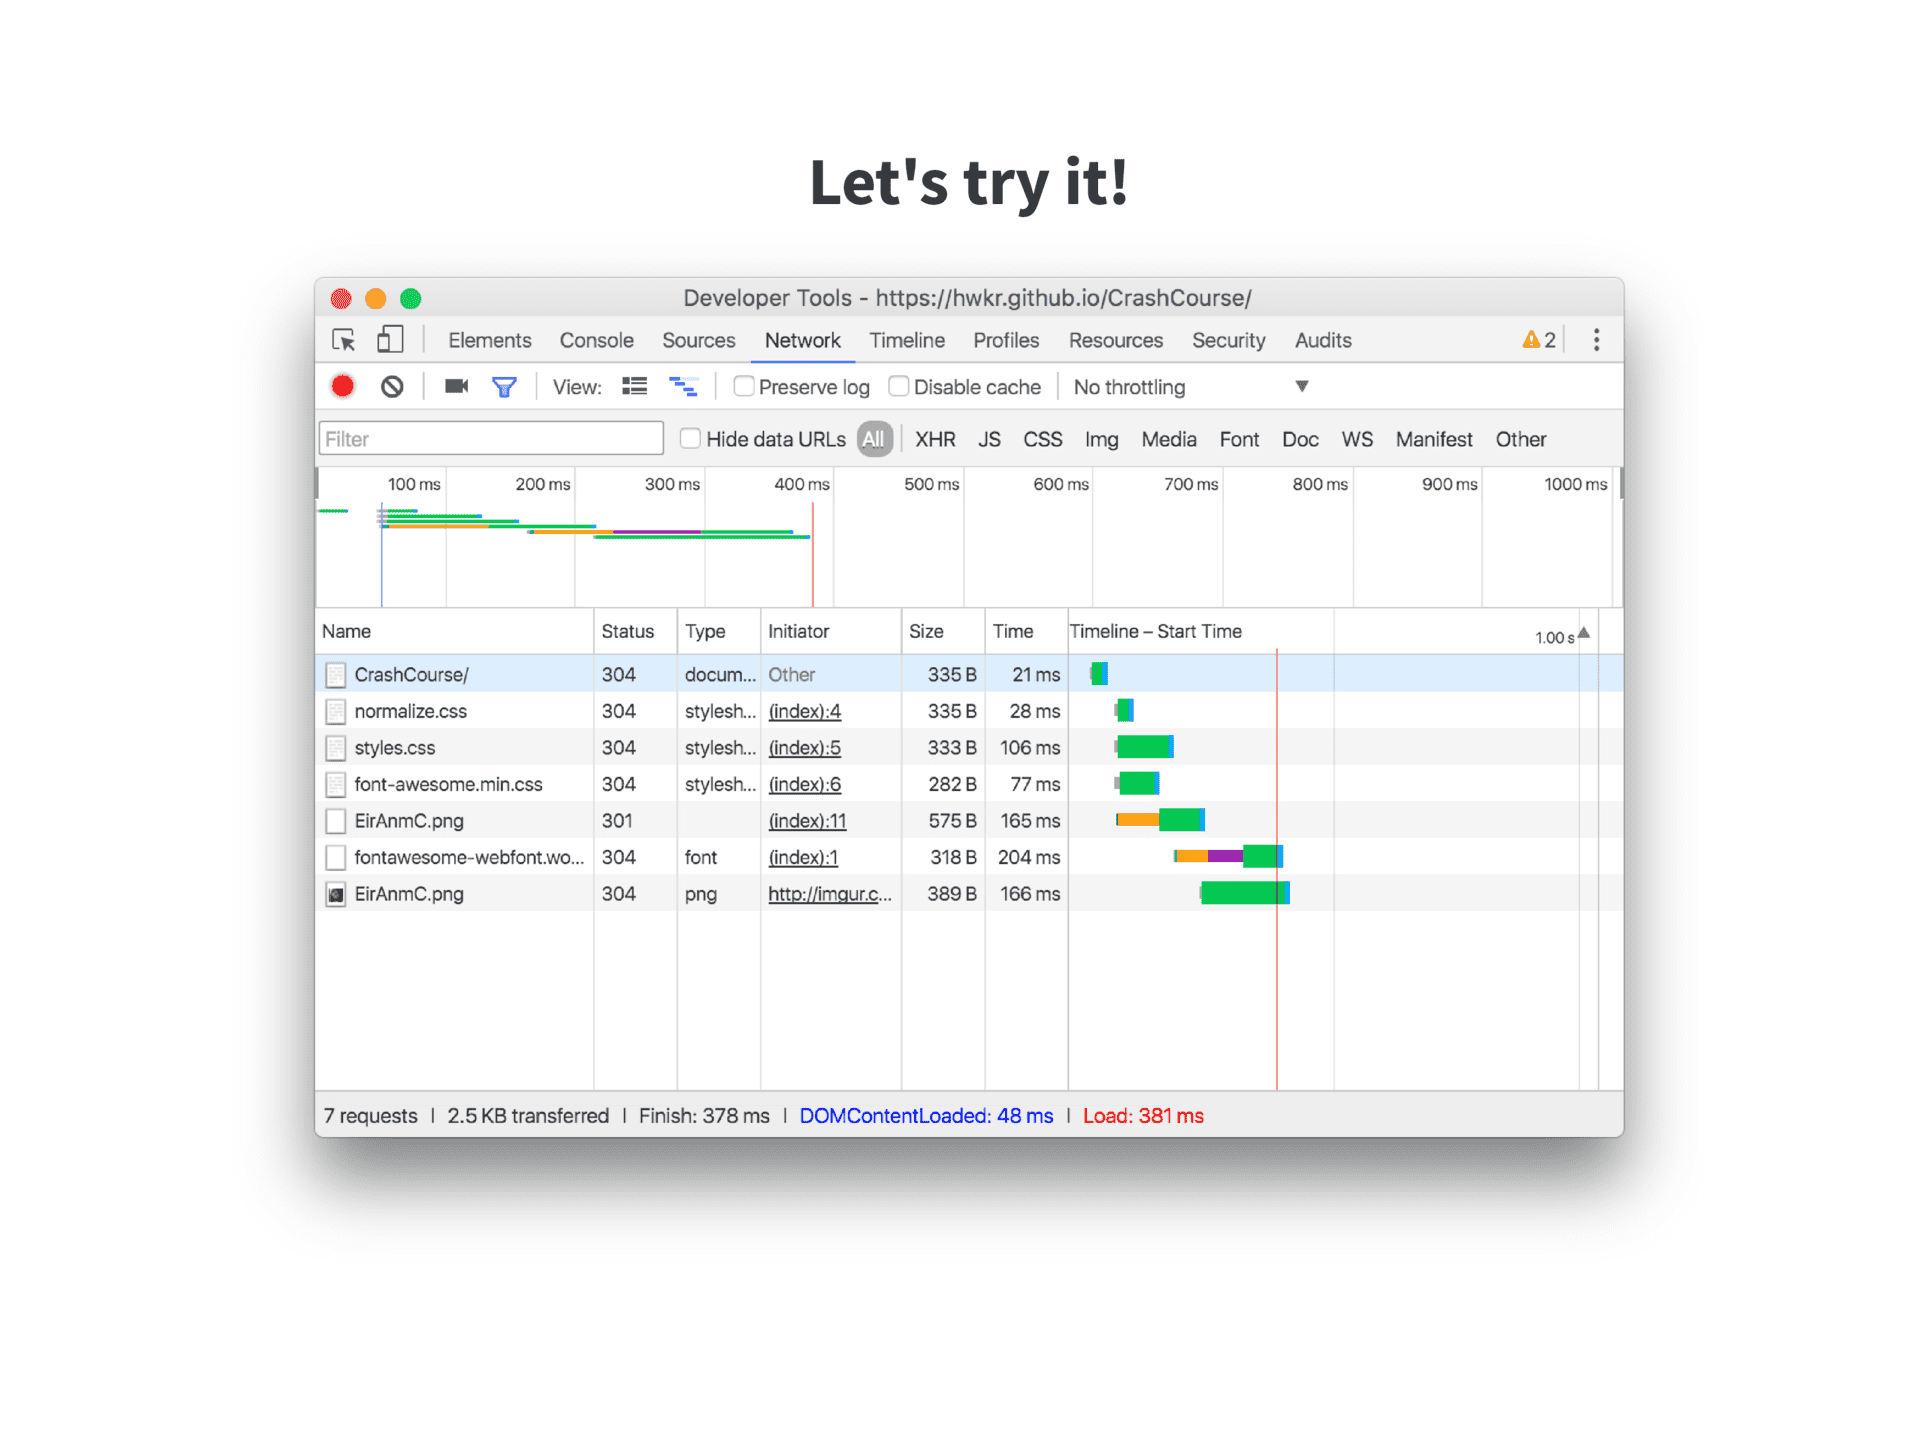 Let's try it!
Developer Tools - https://hwkr.github.io/CrashCourse/
Elements Console Sources Network Timeline Profiles Resources Security Audits 2
View: Preserve log Disable cache No throttling
Filter Hide data URLs All XHR JS CSS Img Media Font Doc WS Manifest Other
100 ms 200 ms 300 ms 400 ms 500 ms 600 ms 700 ms 800 ms 900 ms 1000 ms
Name Status Type Initiator Size Time Timeline – Start Time 1.00 s
CrashCourse/ 304 docum... Other 335 B 21 ms
normalize.css 304 stylesh... (index):4 335 B 28 ms
styles.css 304 stylesh... (index):5 333 B 106 ms
font-awesome.min.css 304 stylesh... (index):6 282 B 77 ms
EirAnmC.png 301 (index):11 575 B 165 ms
fontawesome-webfont.wo... 304 font (index):1 318 B 204 ms
EirAnmC.png 304 png http://imgur.c... 389 B 166 ms
7 requests | 2.5 KB transferred | Finish: 378 ms | DOMContentLoaded: 48 ms | Load: 381 ms